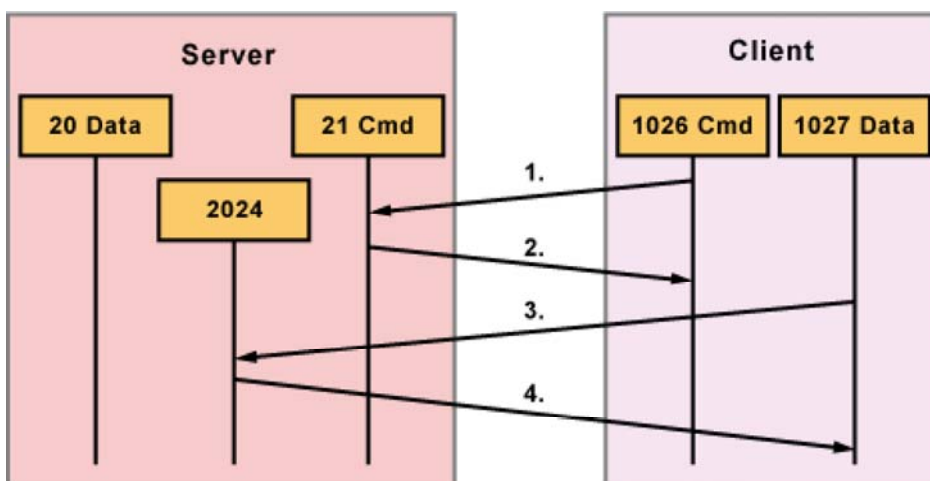 Server
Client
20 Data
21 Cmd
1026 Cmd
1027 Data
2024
1.
2.
3.
4.